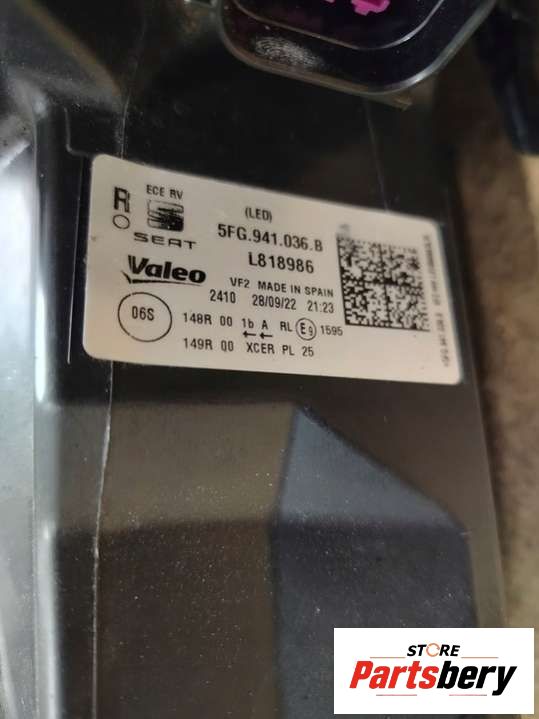 R
ECE RV
SEAT
(LED)
5FG.941.036.B
L818986
Valeo
VF2 MADE IN SPAIN
2410 28/09/22 21:23
06S
148R 00 1b A RL E9 1595
149R 00 XCER PL 25
STORE
Partsbery